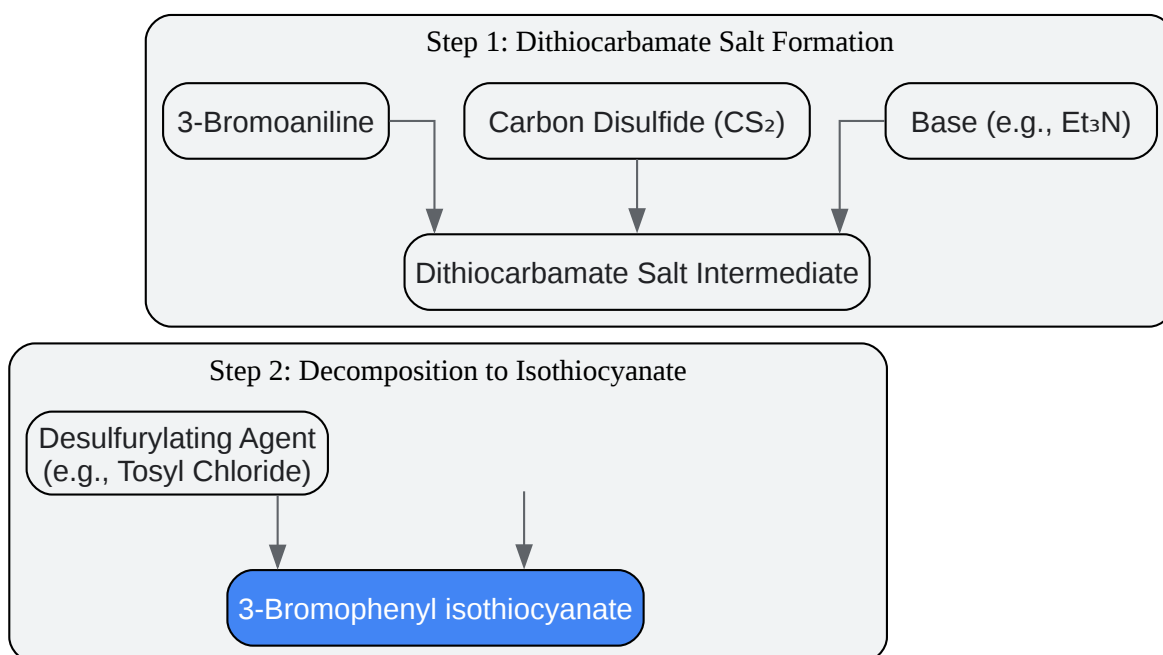 Step 1: Dithiocarbamate Salt Formation
3-Bromoaniline
Carbon Disulfide (CS₂)
Base (e.g., Et₃N)
Dithiocarbamate Salt Intermediate
Step 2: Decomposition to Isothiocyanate
Desulfurylating Agent
(e.g., Tosyl Chloride)
3-Bromophenyl isothiocyanate